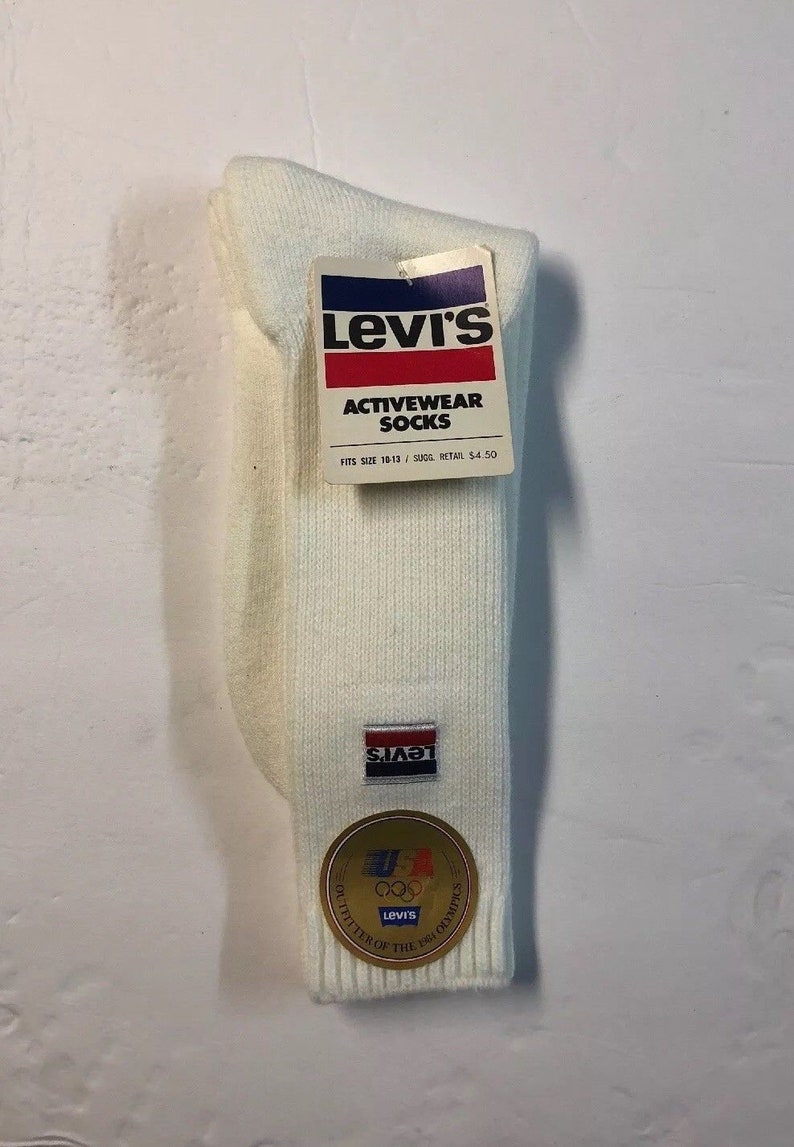 Levi's®
ACTIVEWEAR
SOCKS
FITS SIZE 10-13 / SUGG. RETAIL $4.50
Levi's
USA
Levi's
OUTFITTER OF THE 1984 OLYMPICS